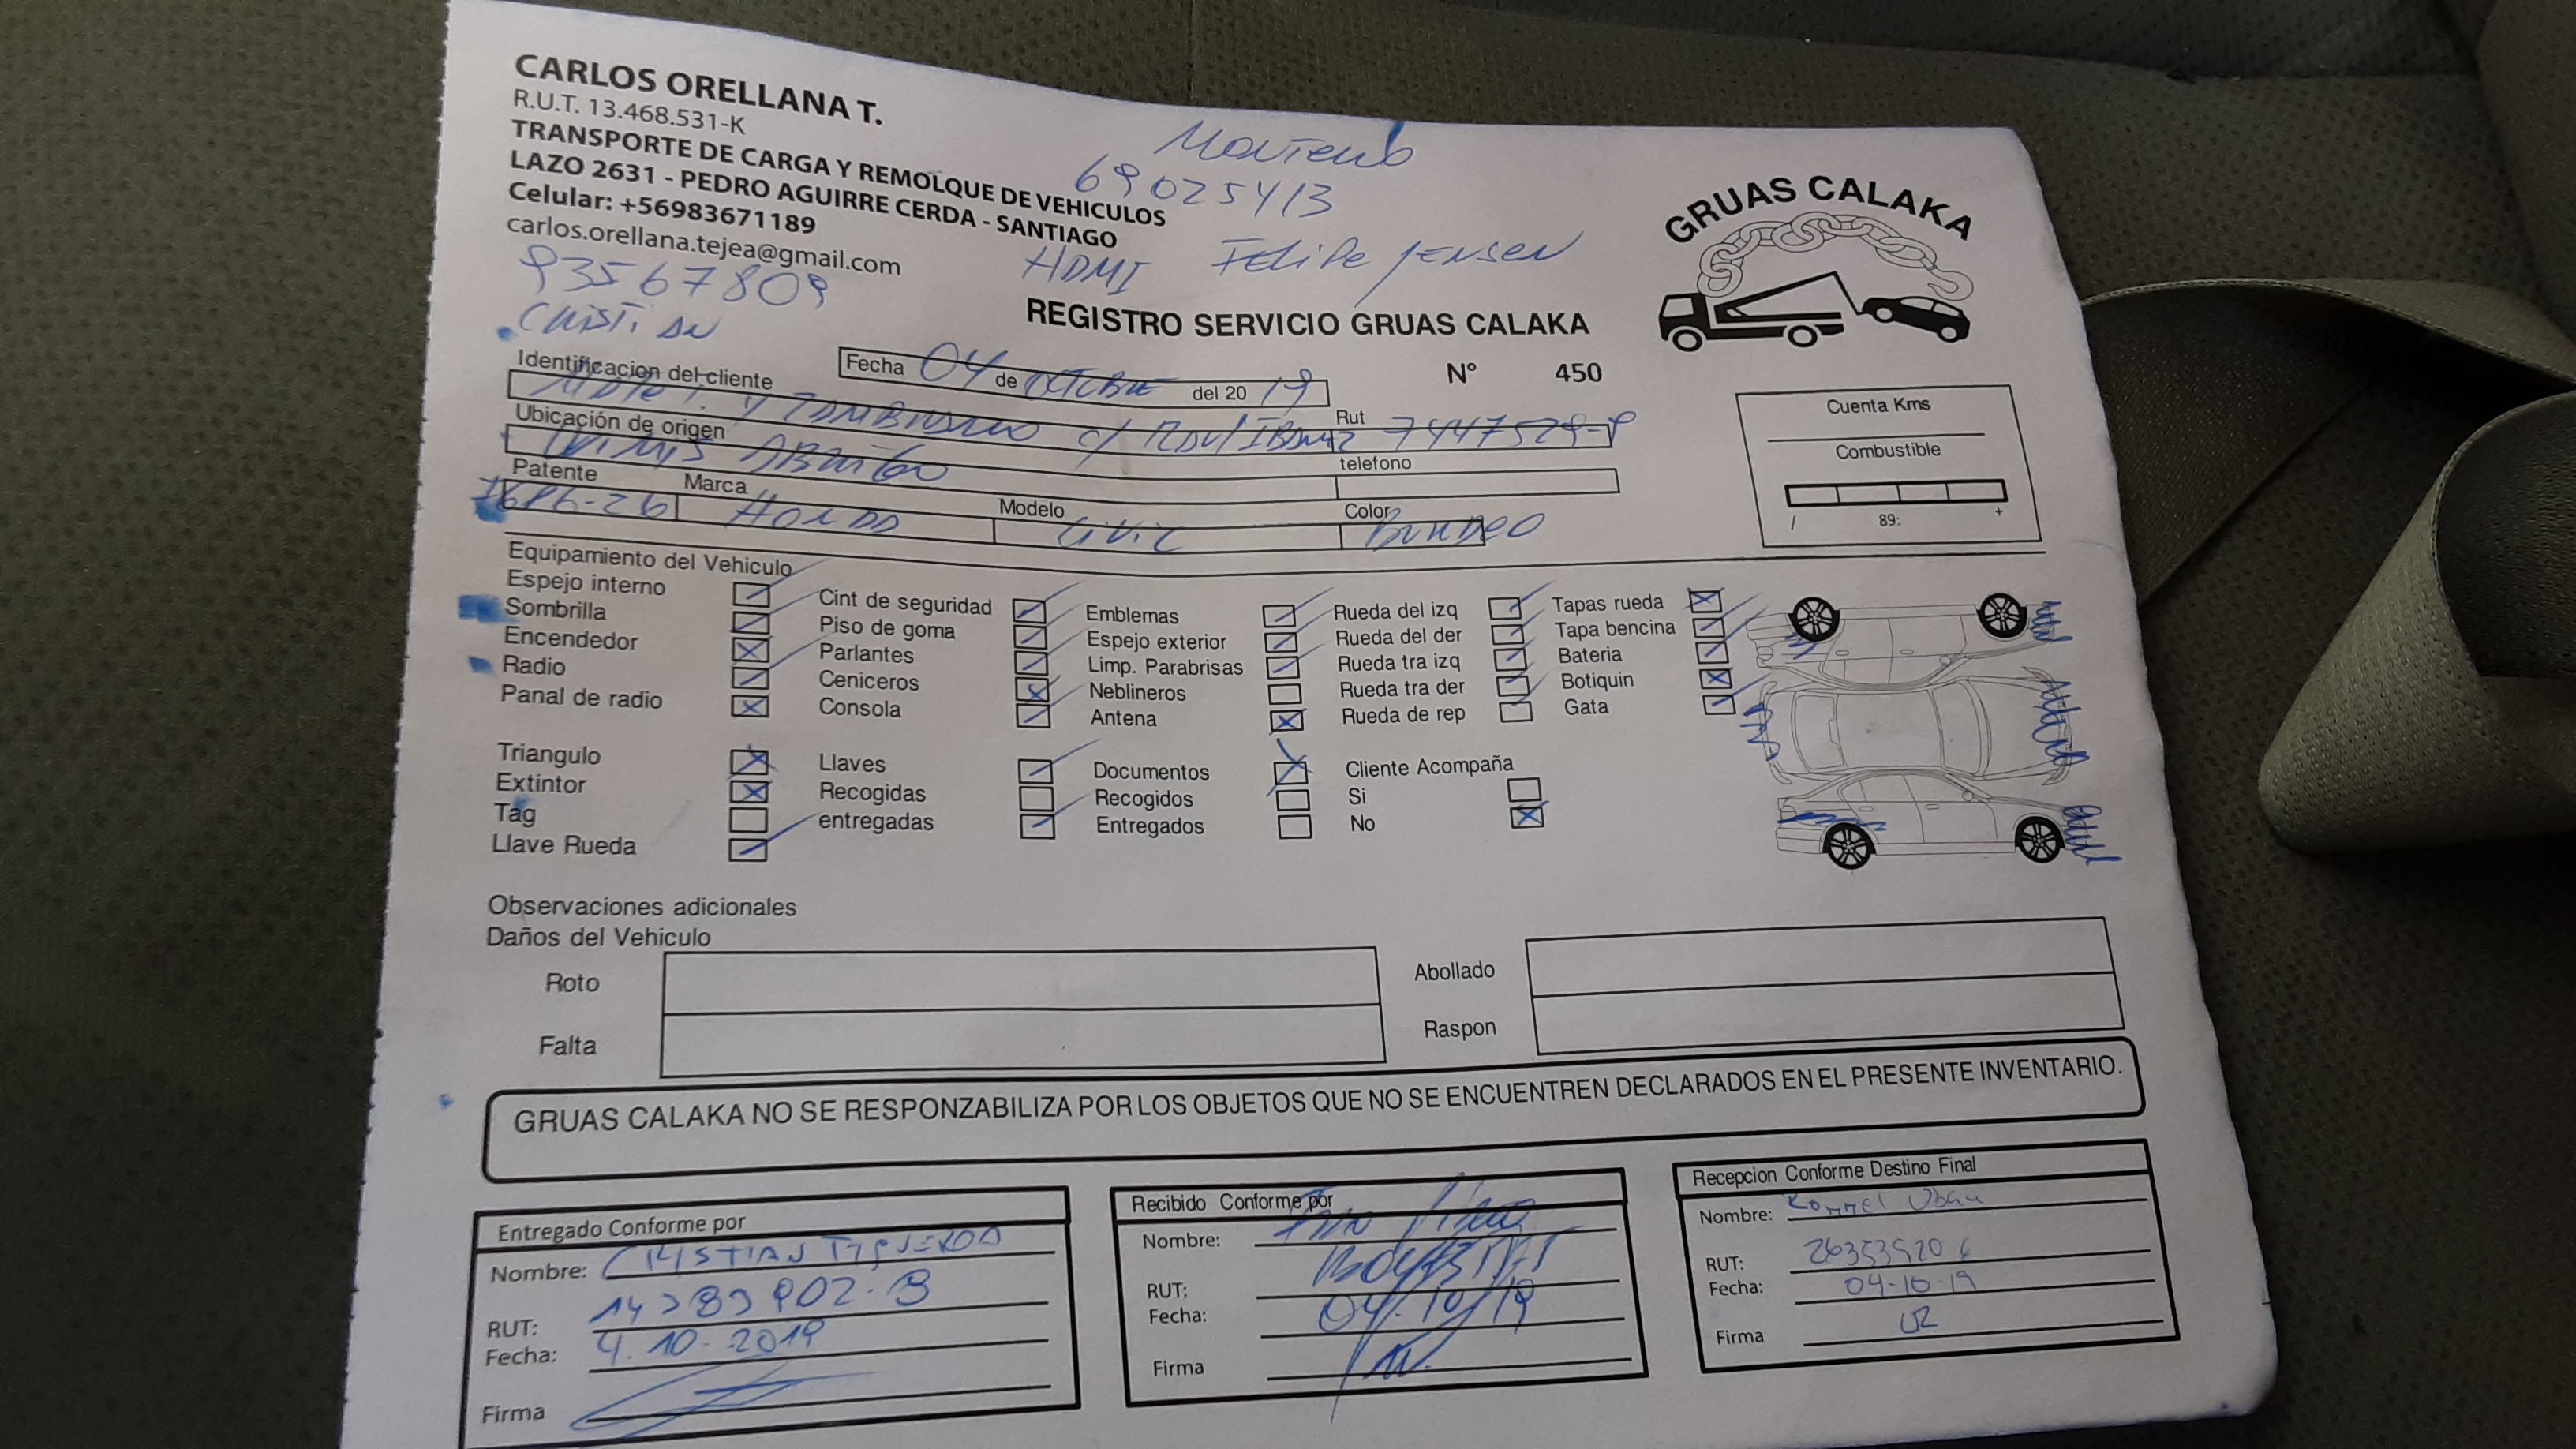 CARLOS ORELLANA T.
R.U.T. 13.468.531-K
TRANSPORTE DE CARGA Y REMOLQUE DE VEHICULOS
LAZO 2631 - PEDRO AGUIRRE CERDA - SANTIAGO
Celular: +56983671189
carlos.orellana.tejea@gmail.com
69025413
93567809
HDMI FELIPE JENSEN
GRUAS CALAKA
REGISTRO SERVICIO GRUAS CALAKA
N° 450
Fecha 04 de OCTUBRE del 2019
Identificacion del cliente
Rut
Ubicación de origen
telefono
Patente Marca Modelo Color
HONDA CIVIC
Cuenta Kms
Combustible
/ 89: +
Equipamiento del Vehiculo
Espejo interno Cint de seguridad Emblemas Rueda del izq Tapas rueda
Sombrilla Piso de goma Espejo exterior Rueda del der Tapa bencina
Encendedor Parlantes Limp. Parabrisas Rueda tra izq Bateria
Radio Ceniceros Neblineros Rueda tra der Botiquin
Panal de radio Consola Antena Rueda de rep Gata
Triangulo Llaves Documentos Cliente Acompaña
Extintor Recogidas Recogidos Si
Tag entregadas Entregados No
Llave Rueda
Observaciones adicionales
Daños del Vehiculo
Roto Abollado
Falta Raspon
GRUAS CALAKA NO SE RESPONZABILIZA POR LOS OBJETOS QUE NO SE ENCUENTREN DECLARADOS EN EL PRESENTE INVENTARIO.
Entregado Conforme por
Nombre: CRISTIAN FIGUEROA
RUT:
Fecha: 4.10-2019
Firma
Recibido Conforme por
Nombre:
RUT:
Fecha: 04/10/19
Firma
Recepcion Conforme Destino Final
Nombre:
RUT:
Fecha: 04-10-19
Firma